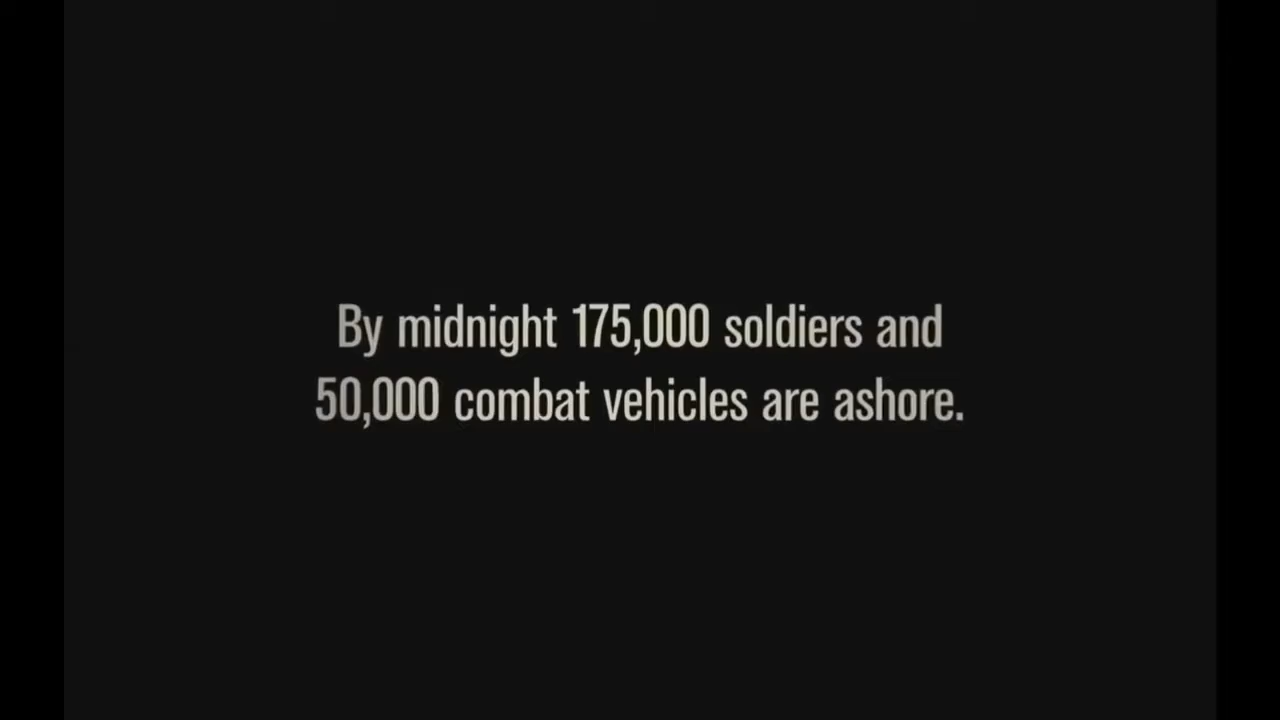 By midnight 175,000 soldiers and
50,000 combat vehicles are ashore.